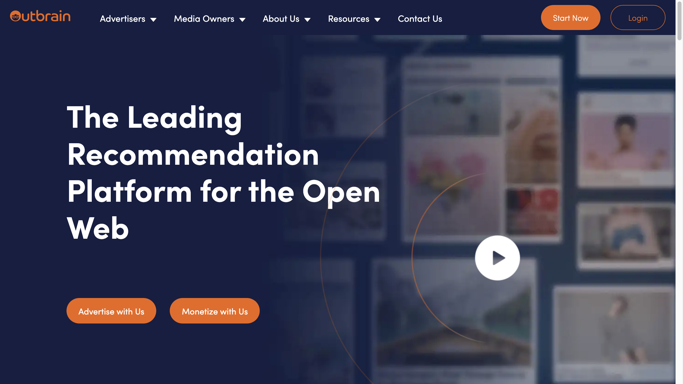 Outbrain
Advertisers
Media Owners
About Us
Resources
Contact Us
Start Now
Login
The Leading
Recommendation
Platform for the Open
Web
Advertise with Us
Monetize with Us